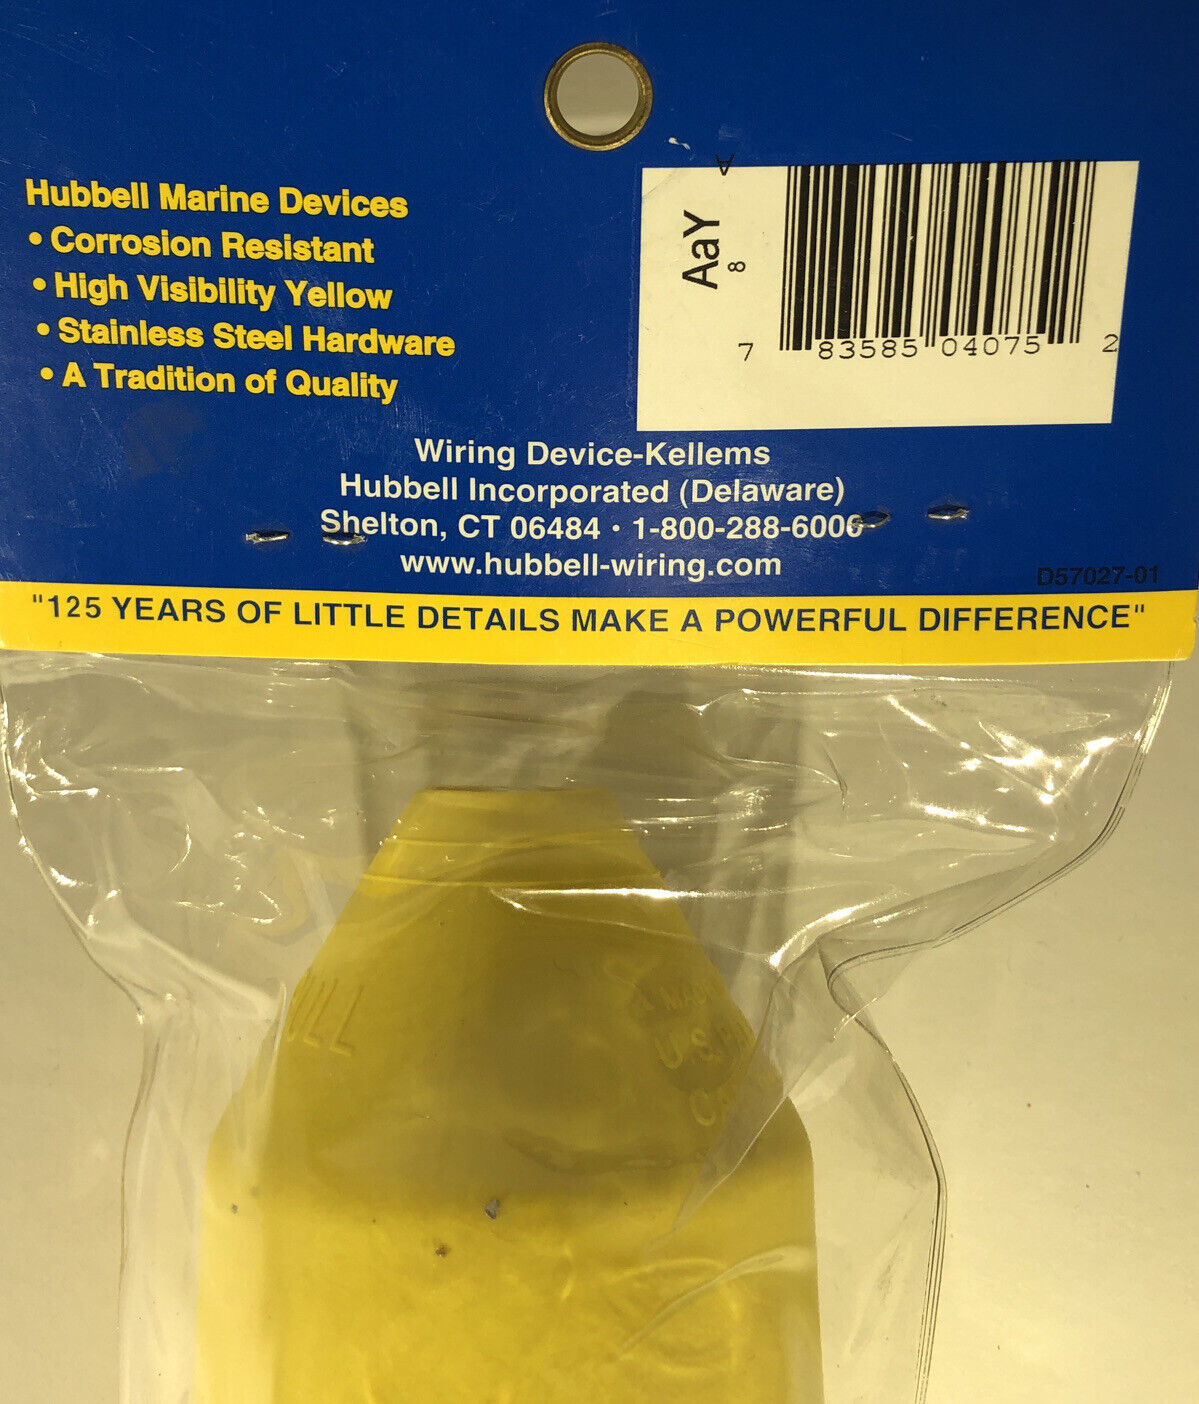 Hubbell Marine Devices
• Corrosion Resistant
• High Visibility Yellow
• Stainless Steel Hardware
• A Tradition of Quality
A
AaY
8
7 83585 04075 2
Wiring Device-Kellems
Hubbell Incorporated (Delaware)
Shelton, CT 06484 • 1-800-288-6006
www.hubbell-wiring.com
D57027-01
"125 YEARS OF LITTLE DETAILS MAKE A POWERFUL DIFFERENCE"
U.S.